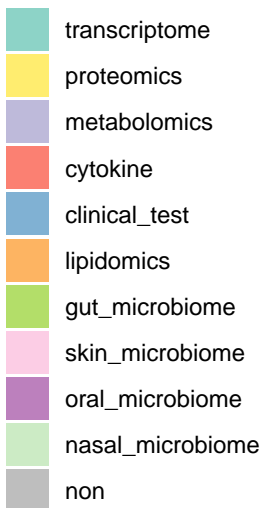 transcriptome
proteomics
metabolomics
cytokine
clinical_test
lipidomics
gut_microbiome
skin_microbiome
oral_microbiome
nasal_microbiome
non